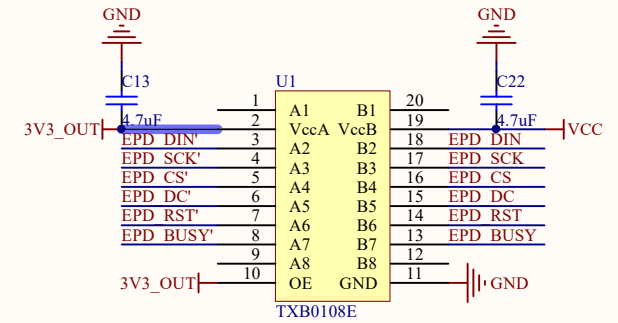 GND
GND
C13
U1
C22
4.7uF
4.7uF
3V3_OUT
VCC
1 A1 B1 20
2 VccA VccB 19
EPD_DIN' 3 A2 B2 18 EPD_DIN
EPD_SCK' 4 A3 B3 17 EPD_SCK
EPD_CS' 5 A4 B4 16 EPD_CS
EPD_DC' 6 A5 B5 15 EPD_DC
EPD_RST' 7 A6 B6 14 EPD_RST
EPD_BUSY' 8 A7 B7 13 EPD_BUSY
9 A8 B8 12
3V3_OUT 10 OE GND 11 GND
TXB0108E